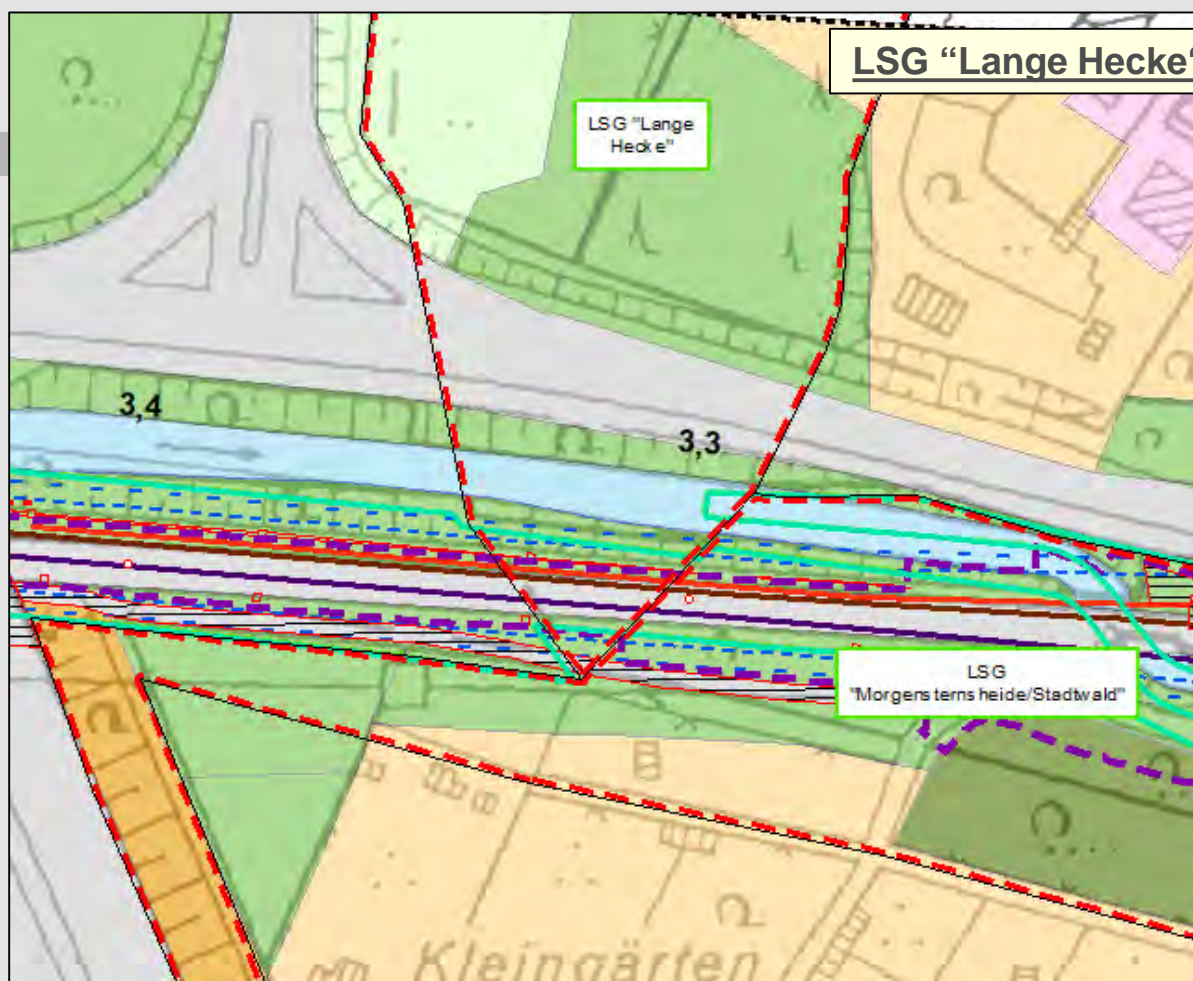 LSG “Lange Hecke“
LSG "Lange
Hecke"
3,4
3,3
LSG
"Morgensternsheide/Stadtwald"
Kleingärten